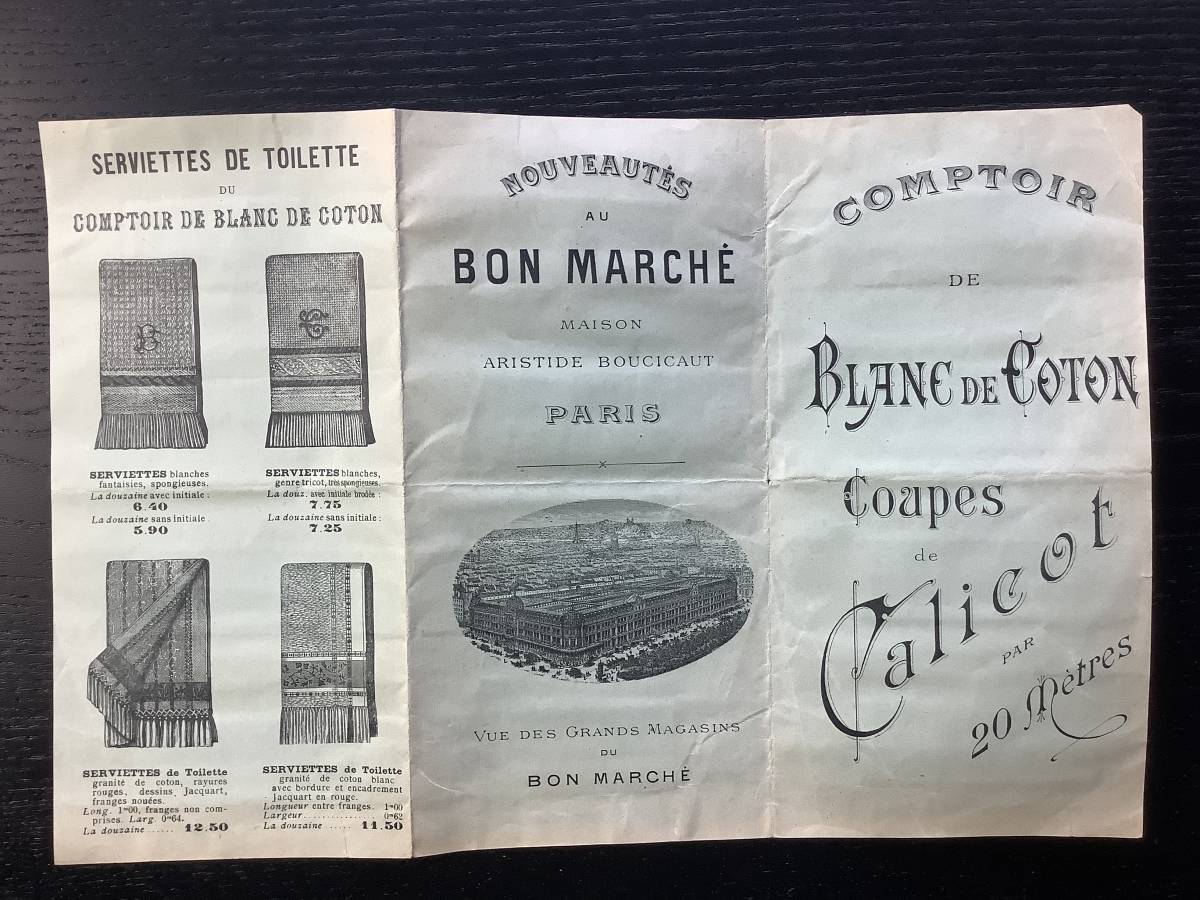 SERVIETTES DE TOILETTE
DU
COMPTOIR DE BLANC DE COTON
B
C
SERVIETTES blanches
fantaisies, spongieuses.
La douzaine avec initiale :
6.40
La douzaine sans initiale :
5.90
SERVIETTES blanches,
genre tricot, très spongieuses.
La douz. avec initiale brodée :
7.75
La douzaine sans initiale :
7.25
SERVIETTES de Toilette
granité de coton, rayures
rouges, dessins Jacquart,
franges nouées.
Long. 1m00, franges non com-
prises. Larg. 0m64.
La douzaine ...... 12.50
SERVIETTES de Toilette
granité de coton blanc
avec bordure et encadrement
Jacquart en rouge.
Longueur entre franges. 1m00
Largeur ............... 0m62
La douzaine ...... 11.50
NOUVEAUTÉS
AU
BON MARCHÉ
MAISON
ARISTIDE BOUCICAUT
PARIS
VUE DES GRANDS MAGASINS
DU
BON MARCHÉ
COMPTOIR
DE
BLANC DE COTON
Coupes
de
Calicot
PAR
20 Mètres